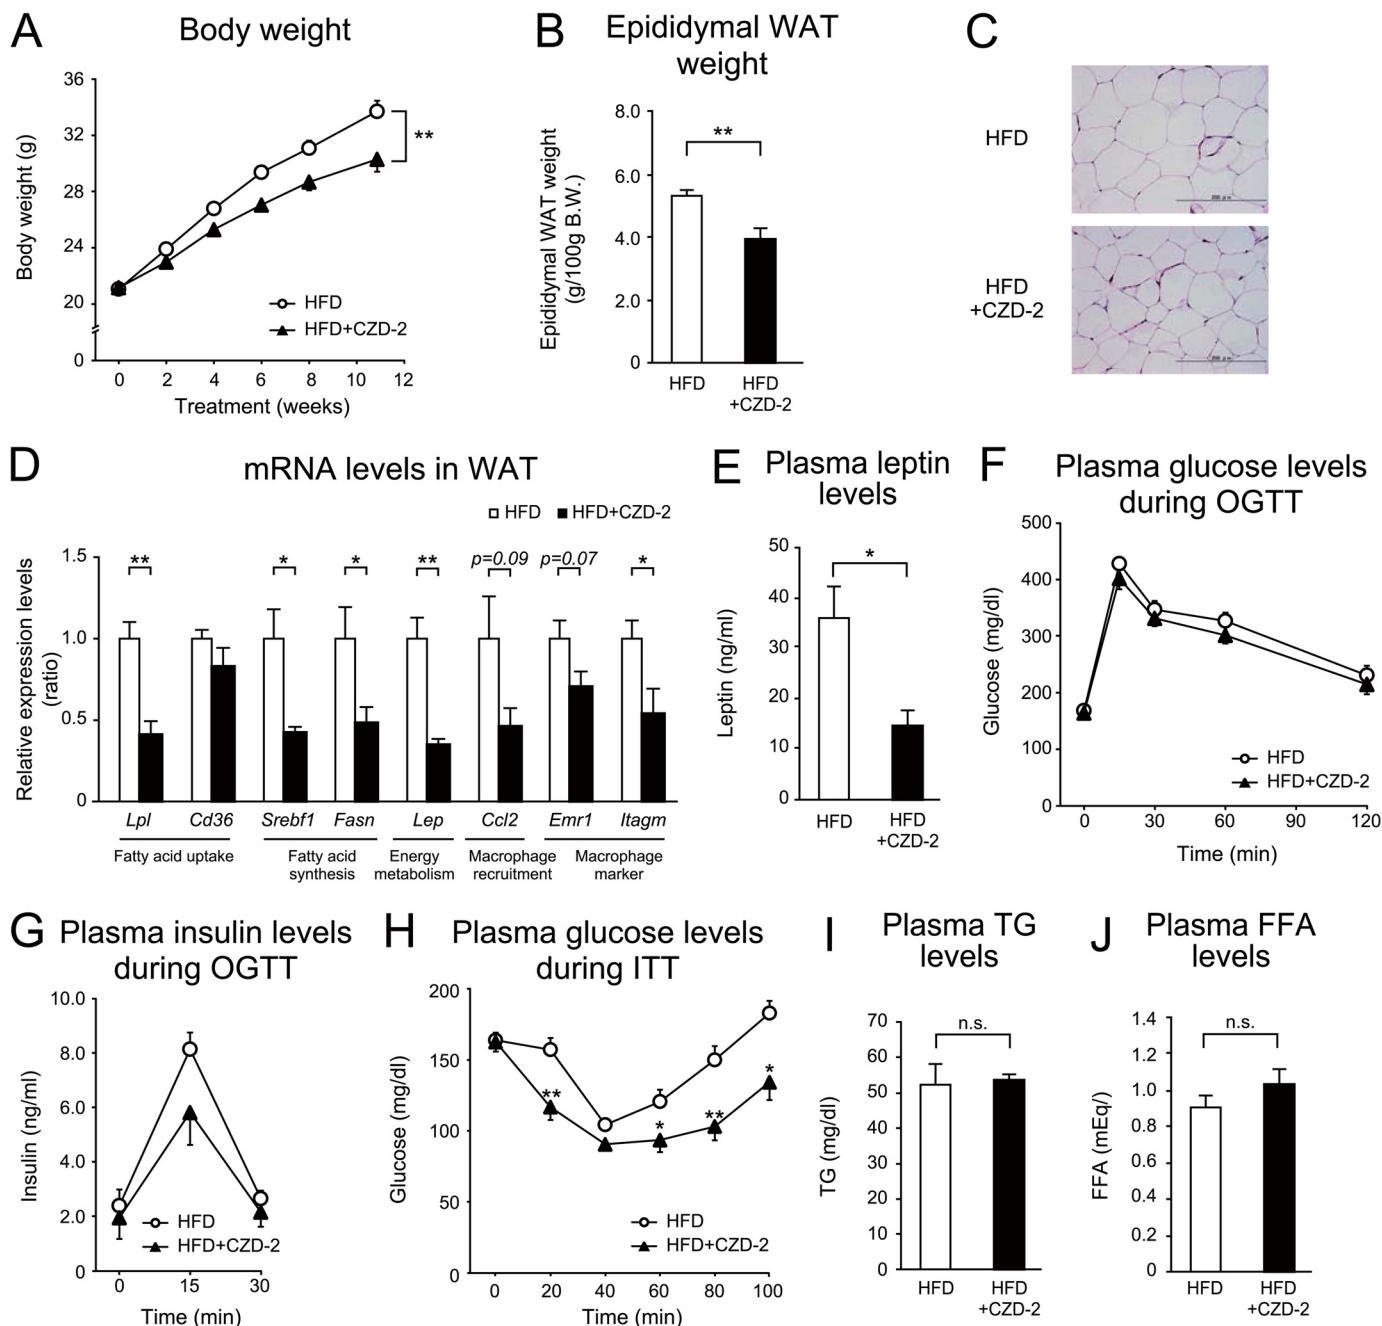 A
Body weight
Body weight (g)
36
32
28
24
20
0
**
HFD
HFD+CZD-2
0 2 4 6 8 10 12
Treatment (weeks)
B
Epididymal WAT
weight
Epididymal WAT weight
(g/100g B.W.)
8.0
6.0
4.0
2.0
0
**
HFD
HFD
+CZD-2
C
HFD
HFD
+CZD-2
D
mRNA levels in WAT
HFD HFD+CZD-2
Relative expression levels
(ratio)
1.5
1.0
0.5
0
** * * ** p=0.09 p=0.07 *
Lpl Cd36 Srebf1 Fasn Lep Ccl2 Emr1 Itagm
Fatty acid uptake
Fatty acid
synthesis
Energy
metabolism
Macrophage
recruitment
Macrophage
marker
E
Plasma leptin
levels
Leptin (ng/ml)
50
40
30
20
10
0
*
HFD
HFD
+CZD-2
F
Plasma glucose levels
during OGTT
Glucose (mg/dl)
500
400
300
200
100
0
HFD
HFD+CZD-2
0 30 60 90 120
Time (min)
G
Plasma insulin levels
during OGTT
Insulin (ng/ml)
10.0
8.0
6.0
4.0
2.0
0
HFD
HFD+CZD-2
0 15 30
Time (min)
H
Plasma glucose levels
during ITT
Glucose (mg/dl)
200
150
100
50
0
** * ** *
HFD
HFD+CZD-2
0 20 40 60 80 100
Time (min)
I
Plasma TG
levels
TG (mg/dl)
70
60
50
40
30
20
10
0
n.s.
HFD
HFD
+CZD-2
J
Plasma FFA
levels
FFA (mEq/)
1.4
1.2
1.0
0.8
0.6
0.4
0.2
0
n.s.
HFD
HFD
+CZD-2